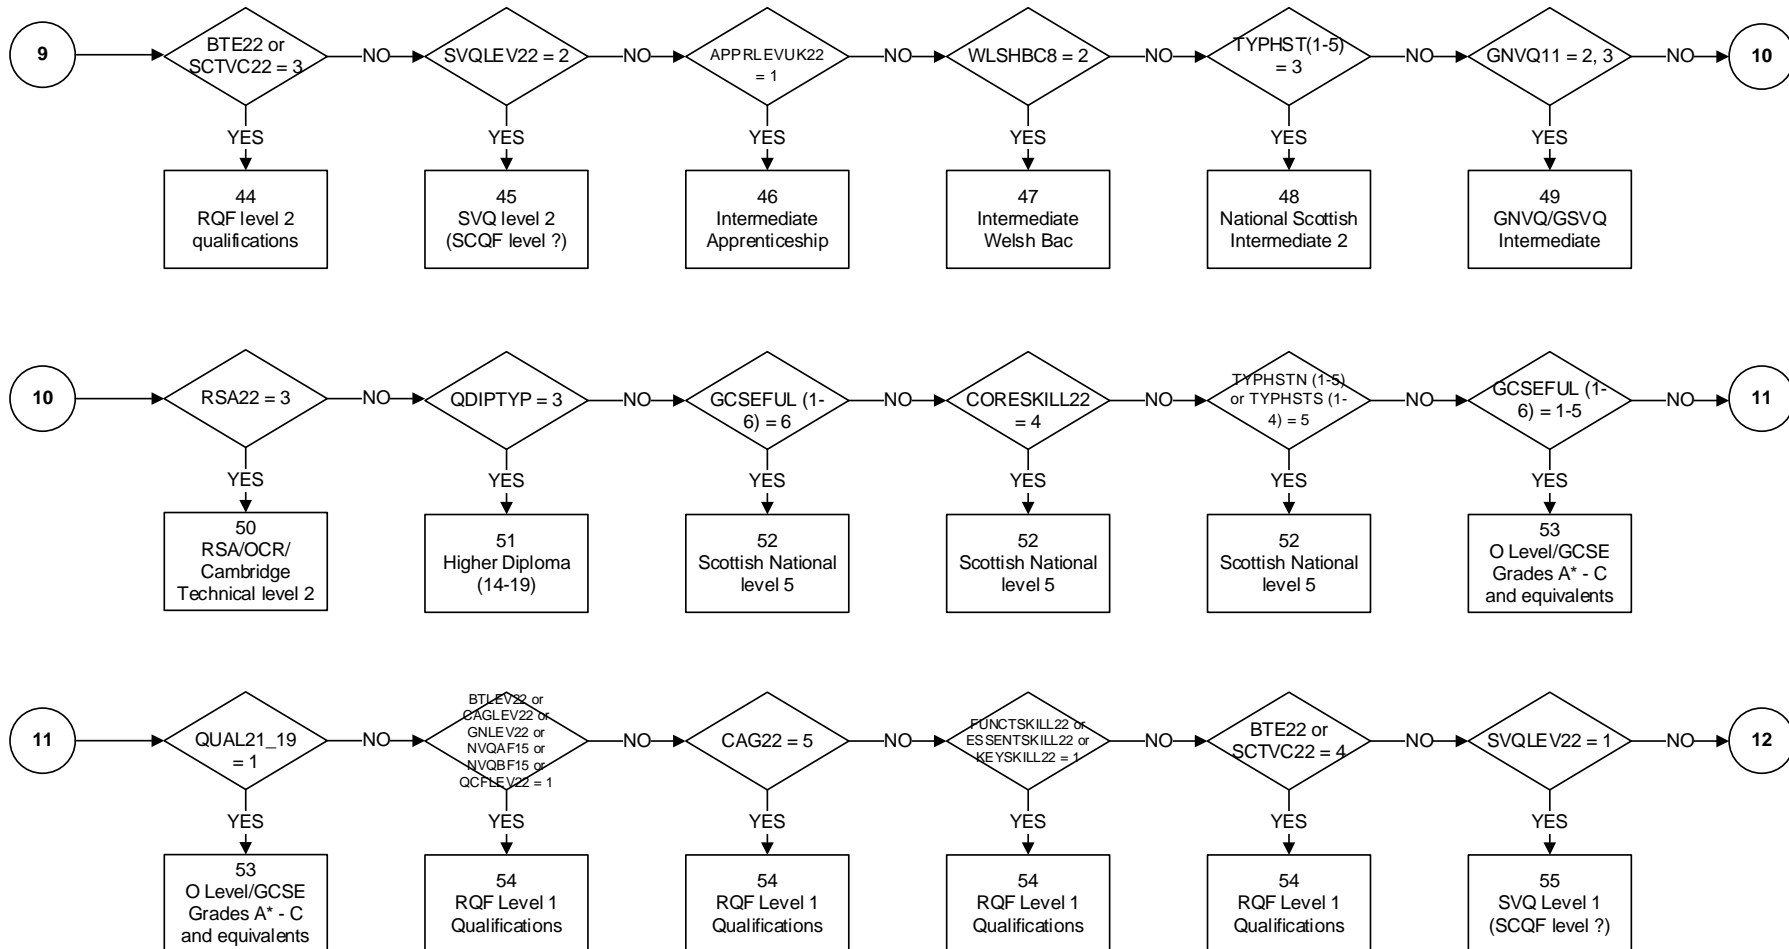 9
BTE22 or
SCTVC22 = 3
NO
SVQLEV22 = 2
NO
APPRLEVUK22
= 1
NO
WLSHBC8 = 2
NO
TYPHST(1-5)
= 3
NO
GNVQ11 = 2, 3
NO
10
YES
YES
YES
YES
YES
YES
44
RQF level 2
qualifications
45
SVQ level 2
(SCQF level ?)
46
Intermediate
Apprenticeship
47
Intermediate
Welsh Bac
48
National Scottish
Intermediate 2
49
GNVQ/GSVQ
Intermediate
10
RSA22 = 3
NO
QDIPTYP = 3
NO
GCSEFUL (1-
6) = 6
NO
CORESKILL22
= 4
NO
TYPHSTN (1-5)
or TYPHSTS (1-
4) = 5
NO
GCSEFUL (1-
6) = 1-5
NO
11
YES
YES
YES
YES
YES
YES
50
RSA/OCR/
Cambridge
Technical level 2
51
Higher Diploma
(14-19)
52
Scottish National
level 5
52
Scottish National
level 5
52
Scottish National
level 5
53
O Level/GCSE
Grades A* - C
and equivalents
11
QUAL21_19
= 1
NO
BTLEV22 or
CAGLEV22 or
GNLEV22 or
NVQAF15 or
NVQBF15 or
QCFLEV22 = 1
NO
CAG22 = 5
NO
FUNCTSKILL22 or
ESSENTSKILL22 or
KEYSKILL22 = 1
NO
BTE22 or
SCTVC22 = 4
NO
SVQLEV22 = 1
NO
12
YES
YES
YES
YES
YES
YES
53
O Level/GCSE
Grades A* - C
and equivalents
54
RQF Level 1
Qualifications
54
RQF Level 1
Qualifications
54
RQF Level 1
Qualifications
54
RQF Level 1
Qualifications
55
SVQ Level 1
(SCQF level ?)